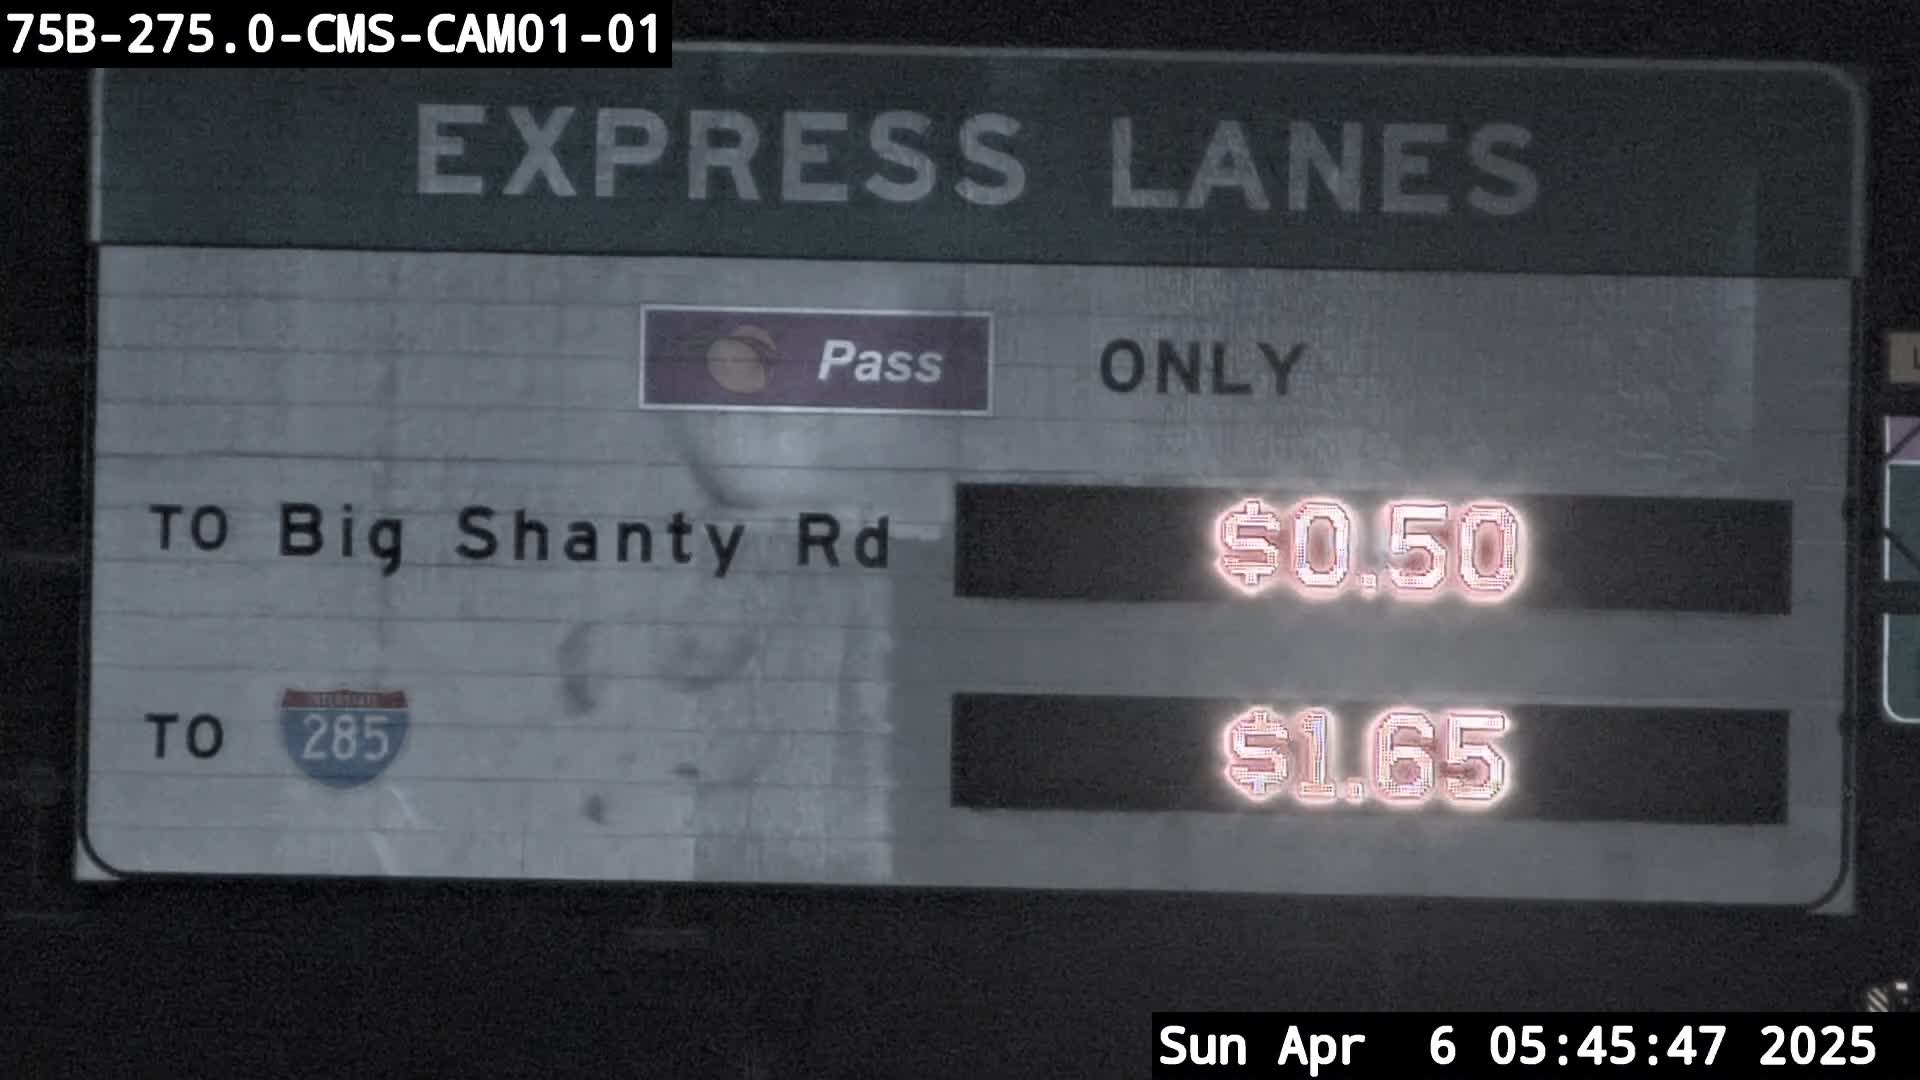 75B-275.0-CMS-CAM01-01
EXPRESS LANES
Pass ONLY
TO Big Shanty Rd $0.50
INTERSTATE
TO 285 $1.65
Sun Apr 6 05:45:47 2025